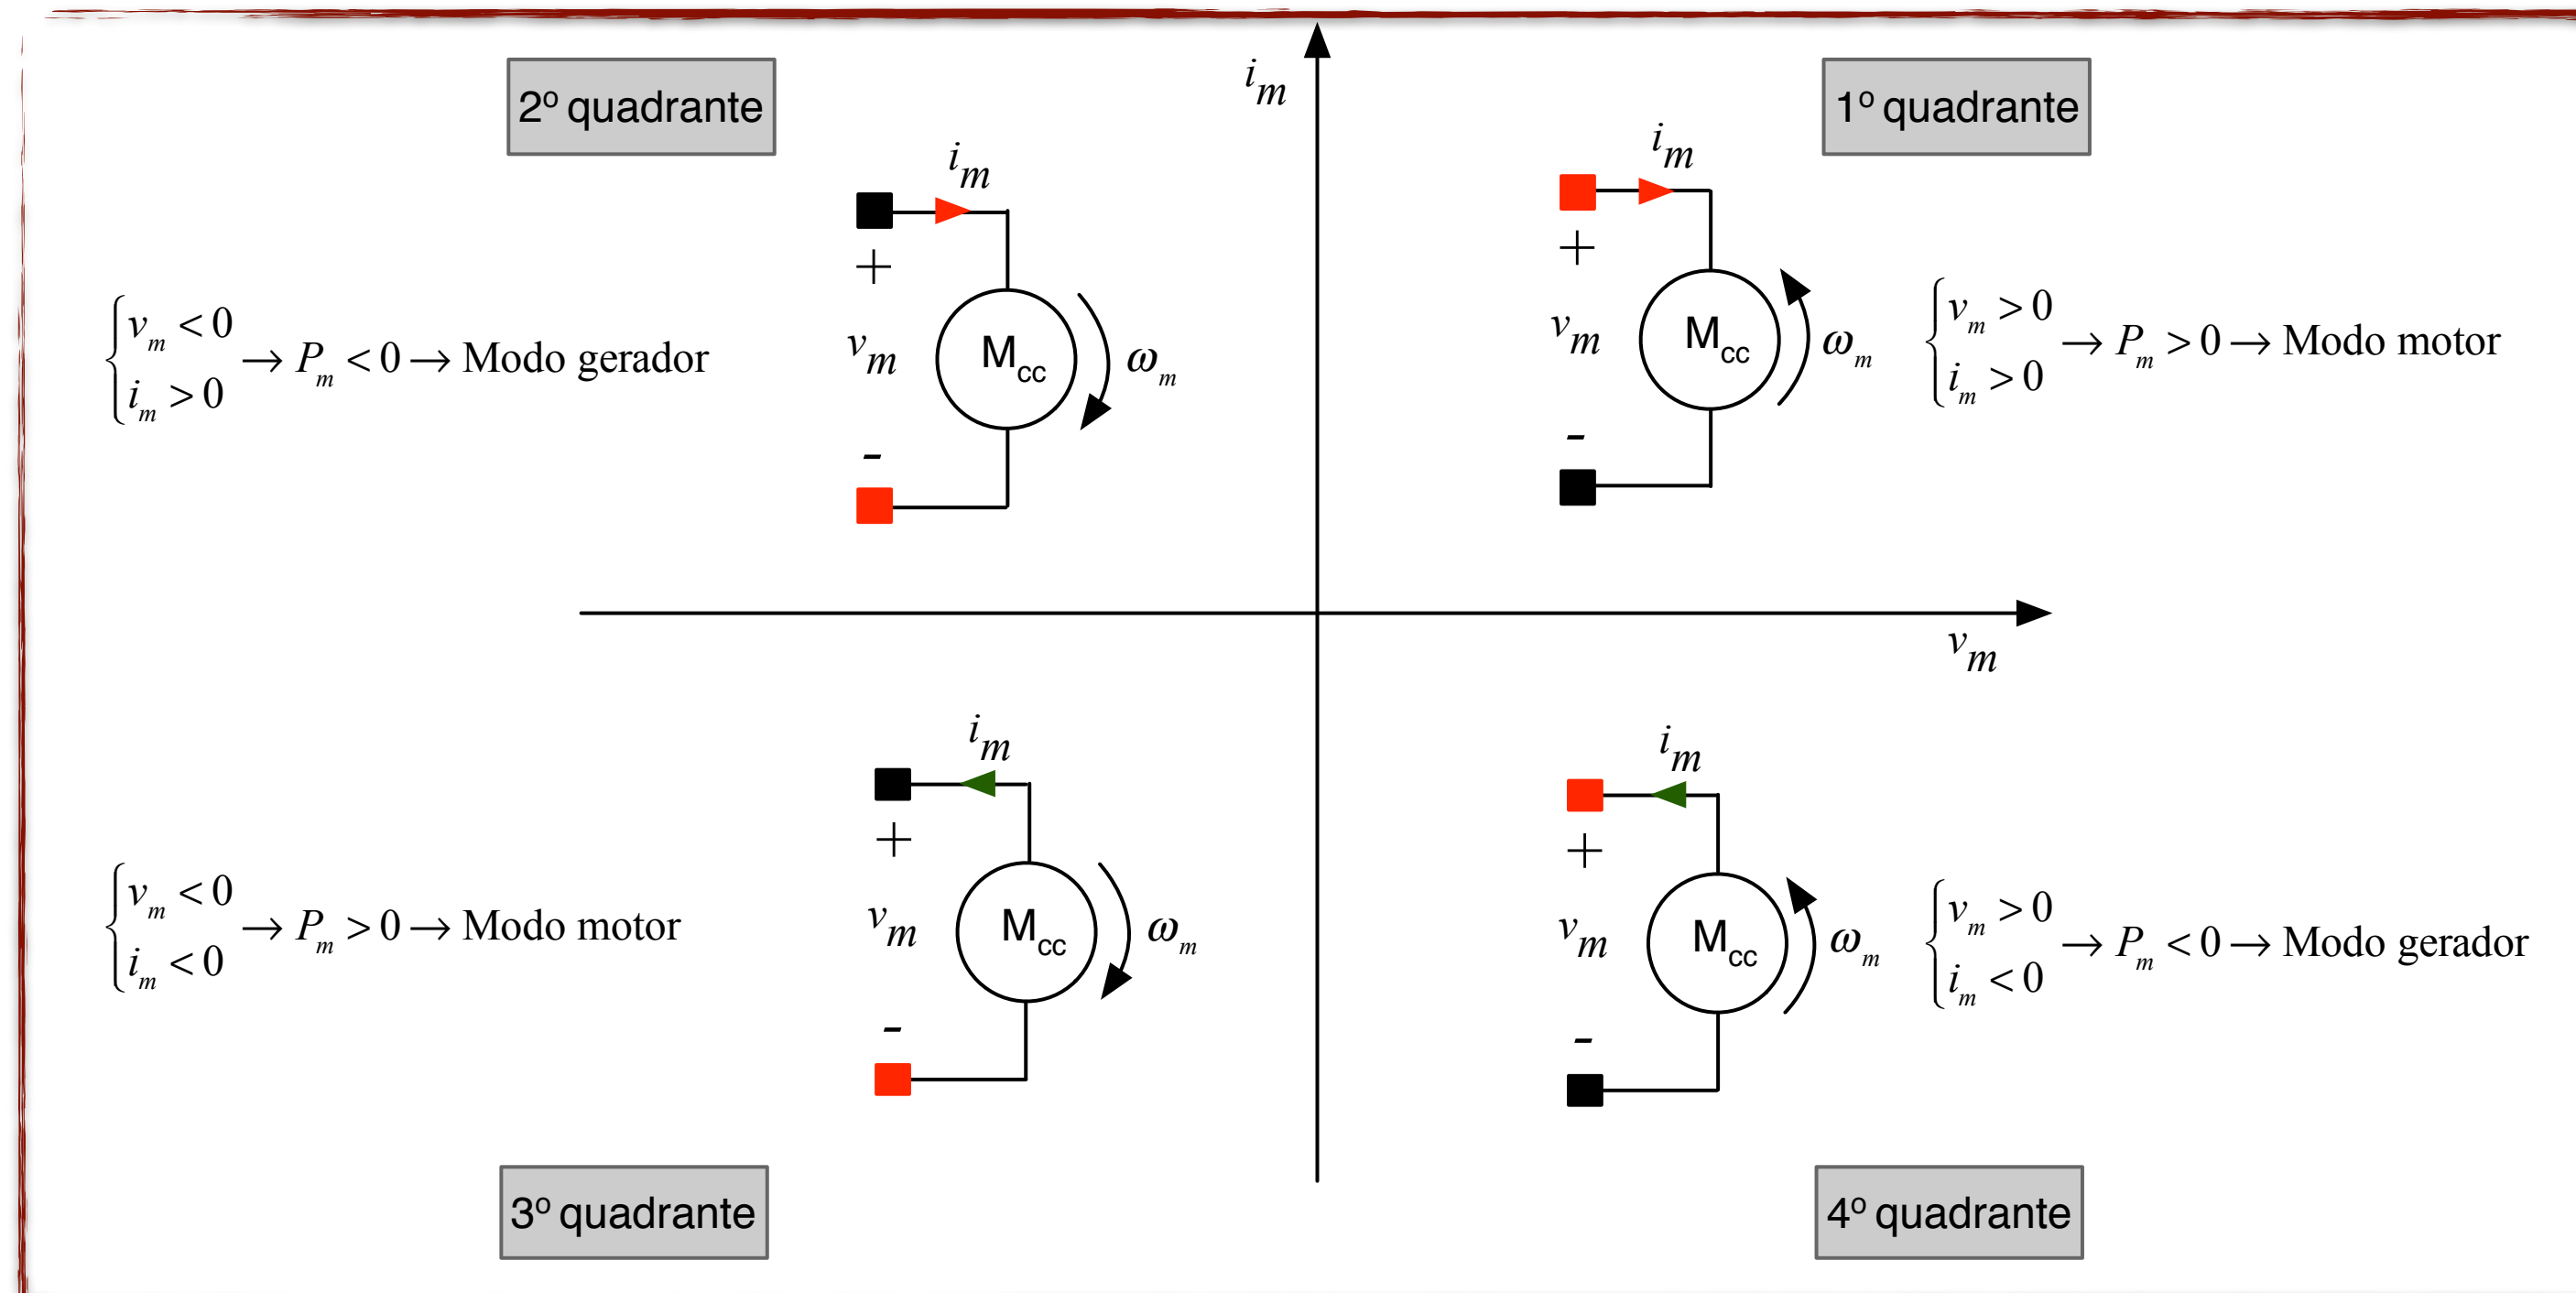 2º quadrante
i_m
1º quadrante
i_m
+
v_m
-
M_cc
ω_m
{v_m < 0
i_m > 0 → P_m < 0 → Modo gerador
i_m
+
v_m
-
M_cc
ω_m
{v_m > 0
i_m > 0 → P_m > 0 → Modo motor
v_m
i_m
+
v_m
-
M_cc
ω_m
{v_m < 0
i_m < 0 → P_m > 0 → Modo motor
i_m
+
v_m
-
M_cc
ω_m
{v_m > 0
i_m < 0 → P_m < 0 → Modo gerador
3º quadrante
4º quadrante